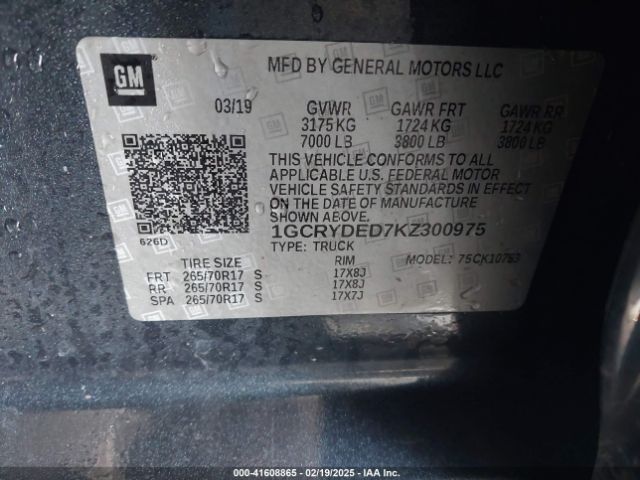 GM
MFD BY GENERAL MOTORS LLC
03/19 GVWR GAWR FRT GAWR RR
3175 KG 1724 KG 1724 KG
7000 LB 3800 LB 3800 LB
THIS VEHICLE CONFORMS TO ALL
APPLICABLE U.S. FEDERAL MOTOR
VEHICLE SAFETY STANDARDS IN EFFECT
ON THE DATE OF MANUFACTURE
SHOWN ABOVE.
1GCRYDED7KZ300975
626D
TYPE: TRUCK
MODEL: 75CK10753
TIRE SIZE RIM
FRT 265/70R17 S 17X8J
RR 265/70R17 S 17X8J
SPA 265/70R17 S 17X7J
000-41608865 - 02/19/2025 - IAA Inc.